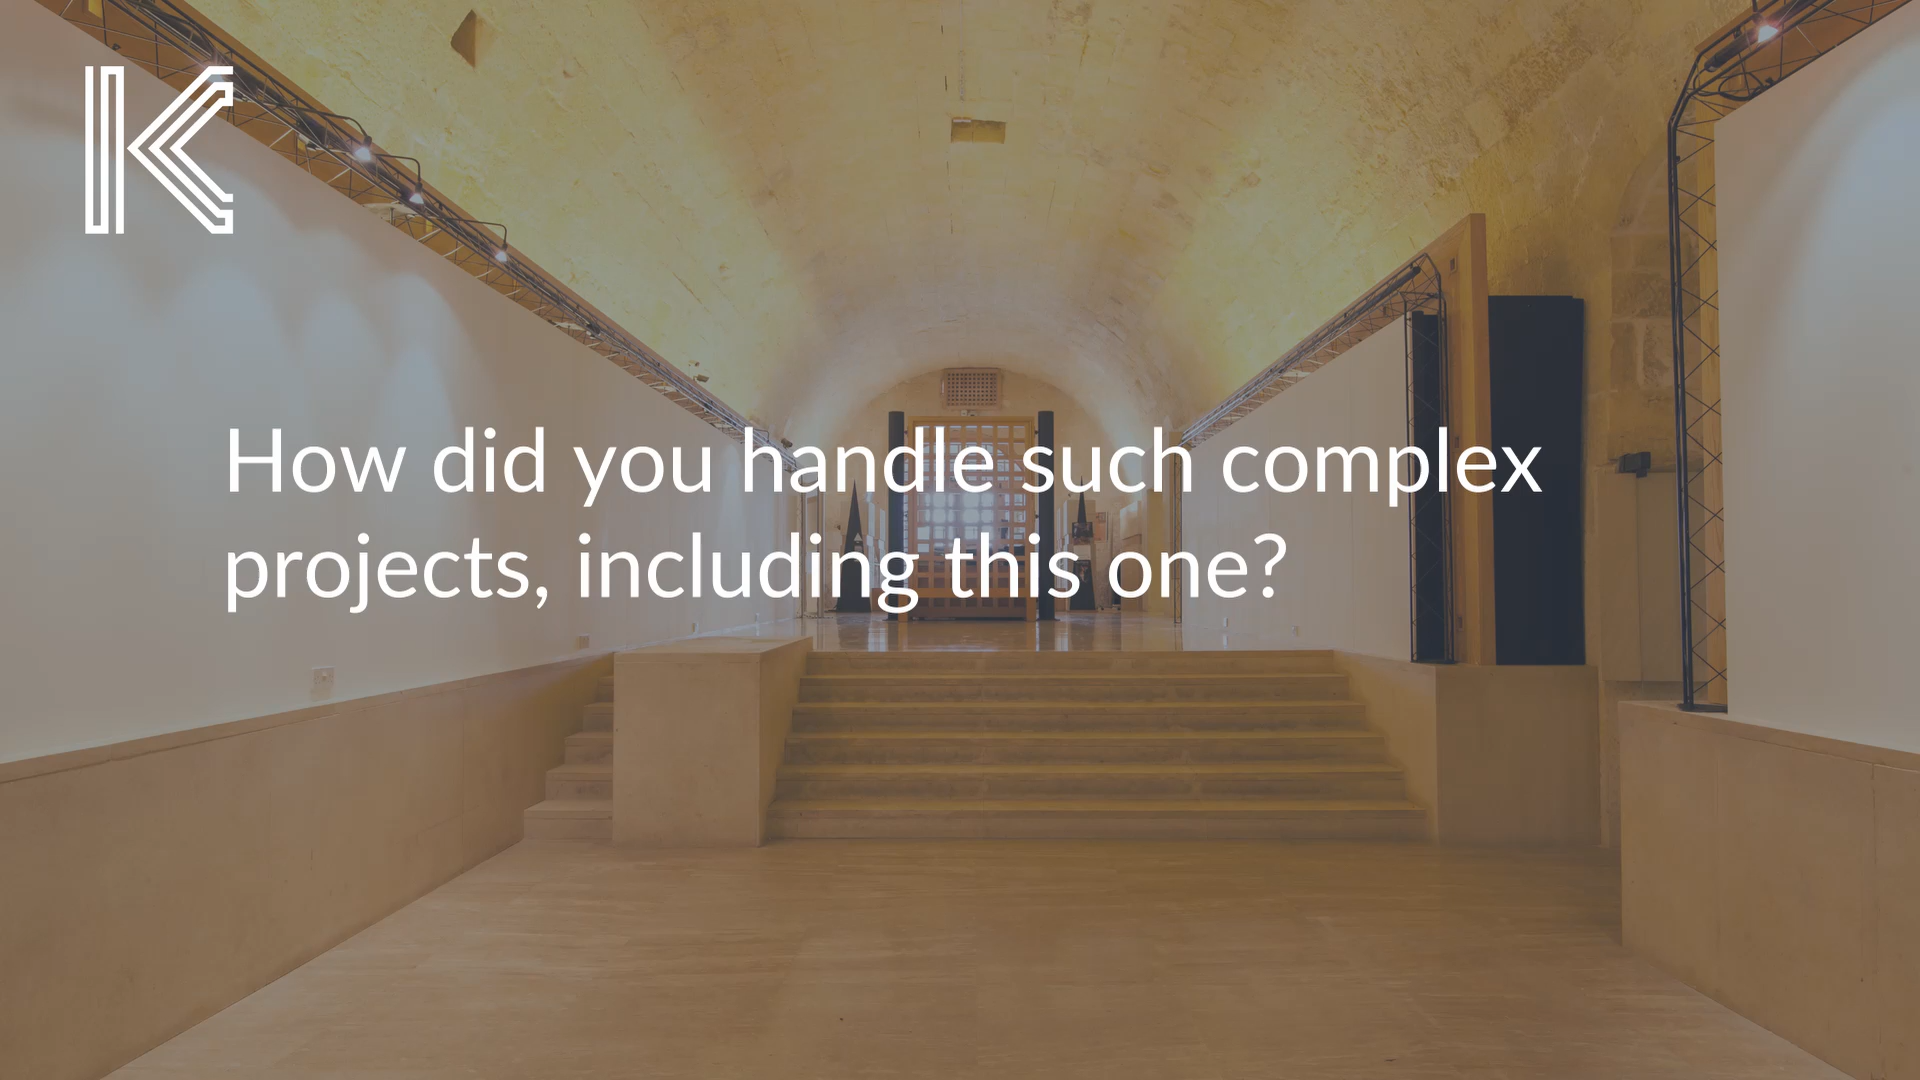 K
How did you handle such complex
projects, including this one?